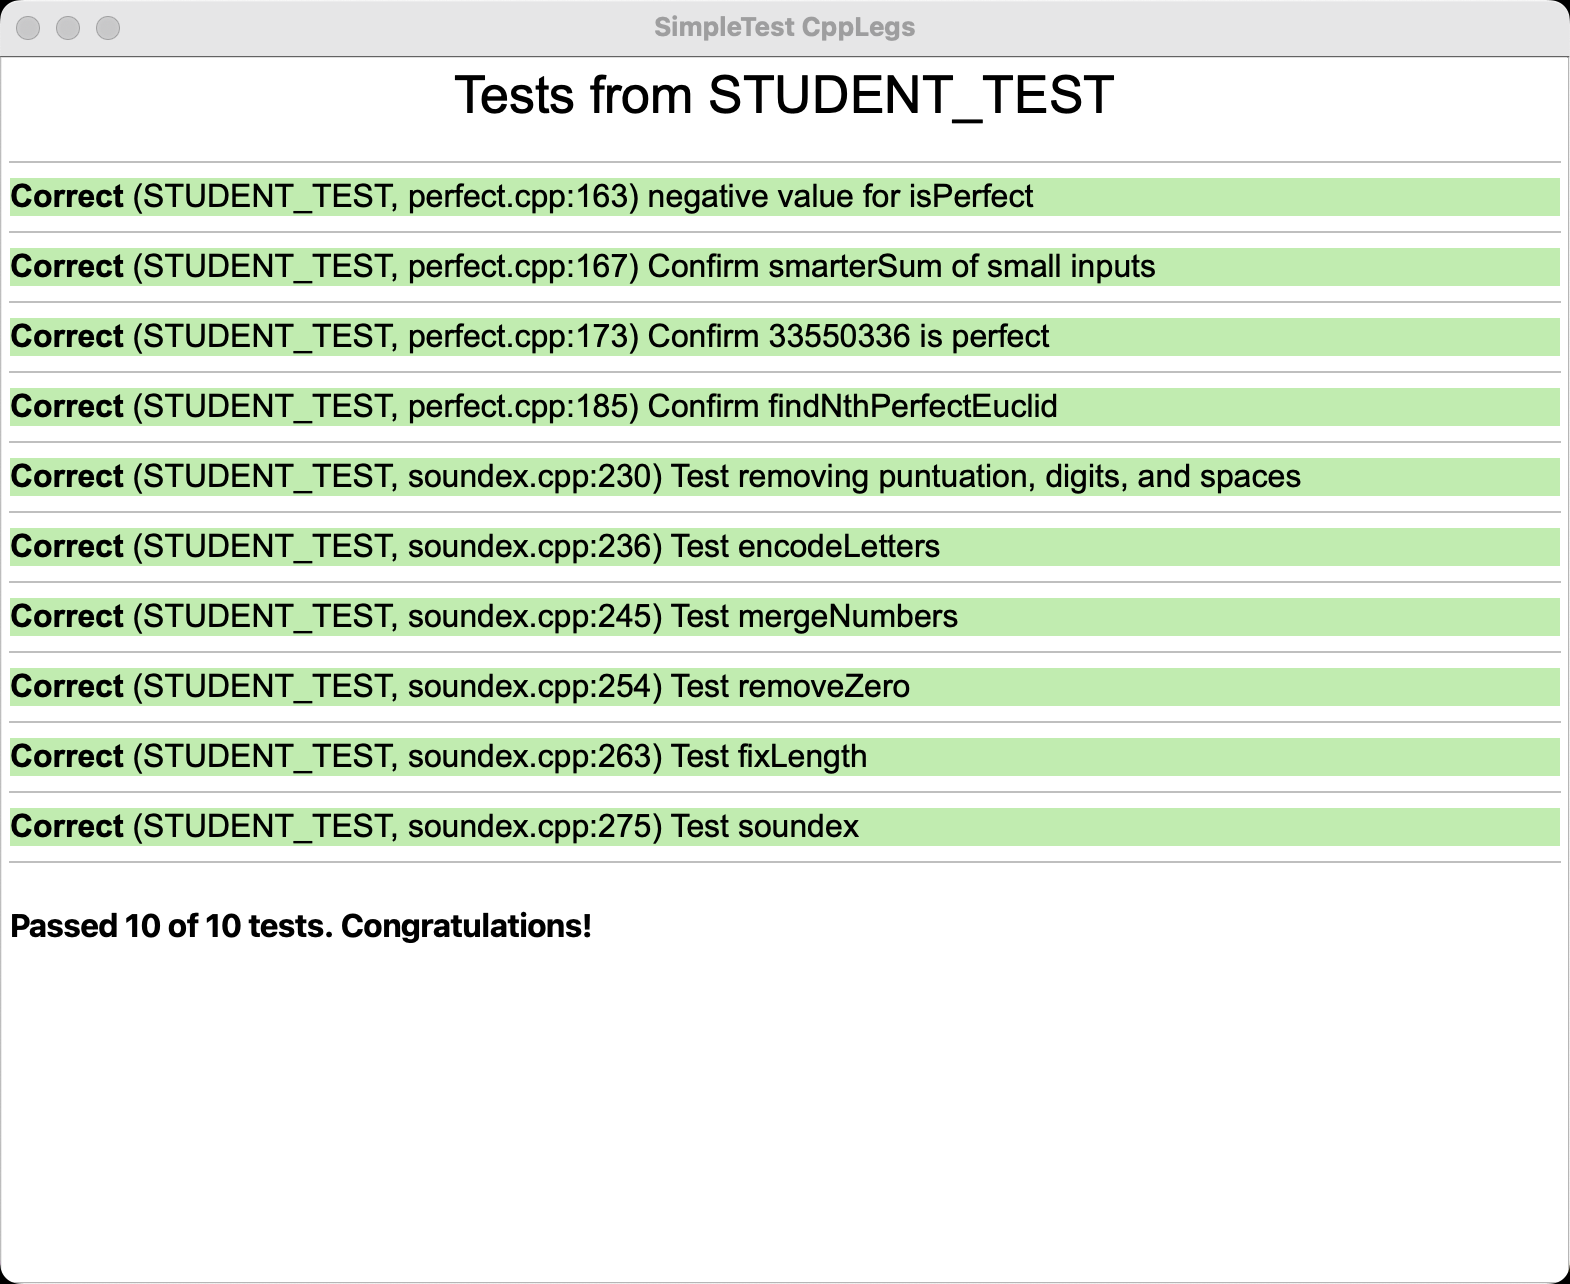 SimpleTest CppLegs
Tests from STUDENT_TEST
Correct (STUDENT_TEST, perfect.cpp:163) negative value for isPerfect
Correct (STUDENT_TEST, perfect.cpp:167) Confirm smarterSum of small inputs
Correct (STUDENT_TEST, perfect.cpp:173) Confirm 33550336 is perfect
Correct (STUDENT_TEST, perfect.cpp:185) Confirm findNthPerfectEuclid
Correct (STUDENT_TEST, soundex.cpp:230) Test removing puntuation, digits, and spaces
Correct (STUDENT_TEST, soundex.cpp:236) Test encodeLetters
Correct (STUDENT_TEST, soundex.cpp:245) Test mergeNumbers
Correct (STUDENT_TEST, soundex.cpp:254) Test removeZero
Correct (STUDENT_TEST, soundex.cpp:263) Test fixLength
Correct (STUDENT_TEST, soundex.cpp:275) Test soundex
Passed 10 of 10 tests. Congratulations!